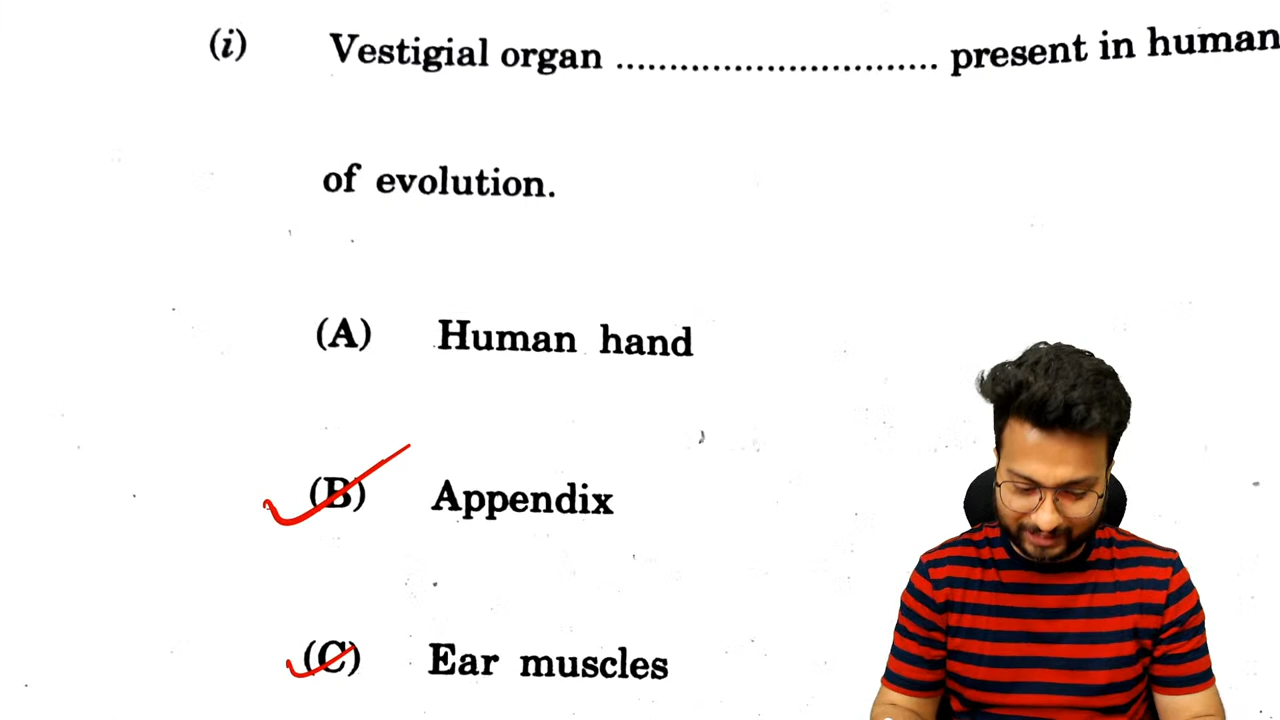 (i) Vestigial organ .............................. present in human
of evolution.
(A) Human hand
(B) Appendix
(C) Ear muscles